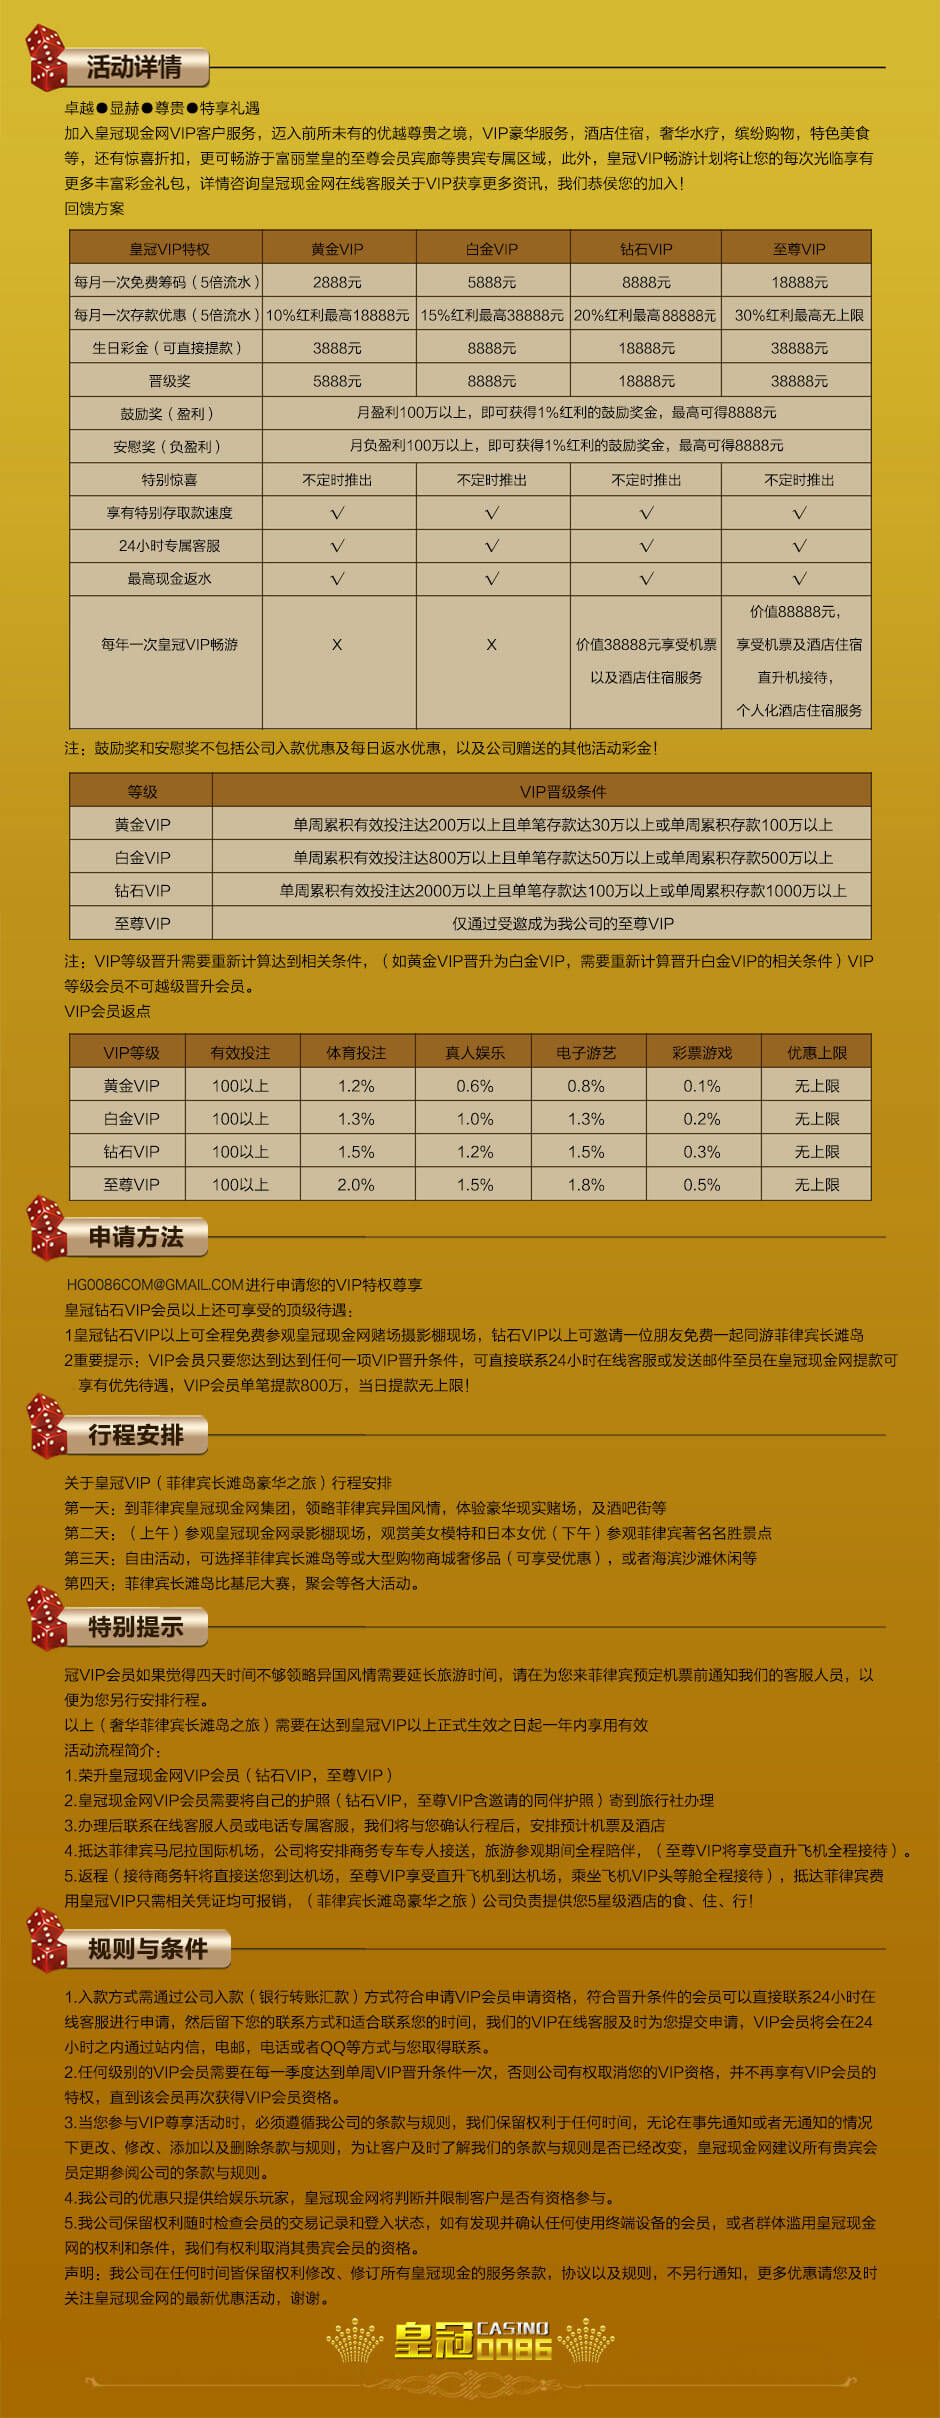 活动详情
卓越●显赫●尊贵●特享礼遇
加入皇冠现金网VIP客户服务，迈入前所未有的优越尊贵之境，VIP豪华服务，酒店住宿，奢华水疗，缤纷购物，特色美食
等，还有惊喜折扣，更可畅游于富丽堂皇的至尊会员宾廊等贵宾专属区域，此外，皇冠VIP畅游计划将让您的每次光临享有
更多丰富彩金礼包，详情咨询皇冠现金网在线客服关于VIP获享更多资讯，我们恭侯您的加入！
回馈方案
皇冠VIP特权 黄金VIP 白金VIP 钻石VIP 至尊VIP
每月一次免费筹码（5倍流水） 2888元 5888元 8888元 18888元
每月一次存款优惠（5倍流水） 10%红利最高18888元 15%红利最高38888元 20%红利最高88888元 30%红利最高无上限
生日彩金（可直接提款） 3888元 8888元 18888元 38888元
晋级奖 5888元 8888元 18888元 38888元
鼓励奖（盈利） 月盈利100万以上，即可获得1%红利的鼓励奖金，最高可得8888元
安慰奖（负盈利） 月负盈利100万以上，即可获得1%红利的鼓励奖金，最高可得8888元
特别惊喜 不定时推出 不定时推出 不定时推出 不定时推出
享有特别存取款速度 √ √ √ √
24小时专属客服 √ √ √ √
最高现金返水 √ √ √ √
每年一次皇冠VIP畅游 X X 价值38888元享受机票
以及酒店住宿服务
价值88888元，
享受机票及酒店住宿
直升机接待，
个人化酒店住宿服务
注：鼓励奖和安慰奖不包括公司入款优惠及每日返水优惠，以及公司赠送的其他活动彩金！
等级 VIP晋级条件
黄金VIP 单周累积有效投注达200万以上且单笔存款达30万以上或单周累积存款100万以上
白金VIP 单周累积有效投注达800万以上且单笔存款达50万以上或单周累积存款500万以上
钻石VIP 单周累积有效投注达2000万以上且单笔存款达100万以上或单周累积存款1000万以上
至尊VIP 仅通过受邀成为我公司的至尊VIP
注：VIP等级晋升需要重新计算达到相关条件，（如黄金VIP晋升为白金VIP，需要重新计算晋升白金VIP的相关条件）VIP
等级会员不可越级晋升会员。
VIP会员返点
VIP等级 有效投注 体育投注 真人娱乐 电子游艺 彩票游戏 优惠上限
黄金VIP 100以上 1.2% 0.6% 0.8% 0.1% 无上限
白金VIP 100以上 1.3% 1.0% 1.3% 0.2% 无上限
钻石VIP 100以上 1.5% 1.2% 1.5% 0.3% 无上限
至尊VIP 100以上 2.0% 1.5% 1.8% 0.5% 无上限
申请方法
HG0086COM@GMAIL.COM进行申请您的VIP特权尊享
皇冠钻石VIP会员以上还可享受的顶级待遇：
1皇冠钻石VIP以上可全程免费参观皇冠现金网赌场摄影棚现场，钻石VIP以上可邀请一位朋友免费一起同游菲律宾长滩岛
2重要提示：VIP会员只要您达到达到任何一项VIP晋升条件，可直接联系24小时在线客服或发送邮件至员在皇冠现金网提款可
享有优先待遇，VIP会员单笔提款800万，当日提款无上限！
行程安排
关于皇冠VIP（菲律宾长滩岛豪华之旅）行程安排
第一天：到菲律宾皇冠现金网集团，领略菲律宾异国风情，体验豪华现实赌场，及酒吧街等
第二天：（上午）参观皇冠现金网录影棚现场，观赏美女模特和日本女优（下午）参观菲律宾著名名胜景点
第三天：自由活动，可选择菲律宾长滩岛等或大型购物商城奢侈品（可享受优惠），或者海滨沙滩休闲等
第四天：菲律宾长滩岛比基尼大赛，聚会等各大活动。
特别提示
冠VIP会员如果觉得四天时间不够领略异国风情需要延长旅游时间，请在为您来菲律宾预定机票前通知我们的客服人员，以
便为您另行安排行程。
以上（奢华菲律宾长滩岛之旅）需要在达到皇冠VIP以上正式生效之日起一年内享用有效
活动流程简介：
1.荣升皇冠现金网VIP会员（钻石VIP，至尊VIP）
2.皇冠现金网VIP会员需要将自己的护照（钻石VIP，至尊VIP含邀请的同伴护照）寄到旅行社办理
3.办理后联系在线客服人员或电话专属客服，我们将与您确认行程后，安排预计机票及酒店
4.抵达菲律宾马尼拉国际机场，公司将安排商务专车专人接送，旅游参观期间全程陪伴，（至尊VIP将享受直升飞机全程接待）。
5.返程（接待商务轩将直接送您到达机场，至尊VIP享受直升飞机到达机场，乘坐飞机VIP头等舱全程接待），抵达菲律宾费
用皇冠VIP只需相关凭证均可报销，（菲律宾长滩岛豪华之旅）公司负责提供您5星级酒店的食、住、行！
规则与条件
1.入款方式需通过公司入款（银行转账汇款）方式符合申请VIP会员申请资格，符合晋升条件的会员可以直接联系24小时在
线客服进行申请，然后留下您的联系方式和适合联系您的时间，我们的VIP在线客服及时为您提交申请，VIP会员将会在24
小时之内通过站内信，电邮，电话或者QQ等方式与您取得联系。
2.任何级别的VIP会员需要在每一季度达到单周VIP晋升条件一次，否则公司有权取消您的VIP资格，并不再享有VIP会员的
特权，直到该会员再次获得VIP会员资格。
3.当您参与VIP尊享活动时，必须遵循我公司的条款与规则，我们保留权利于任何时间，无论在事先通知或者无通知的情况
下更改、修改、添加以及删除条款与规则，为让客户及时了解我们的条款与规则是否已经改变，皇冠现金网建议所有贵宾会
员定期参阅公司的条款与规则。
4.我公司的优惠只提供给娱乐玩家，皇冠现金网将判断并限制客户是否有资格参与。
5.我公司保留权利随时检查会员的交易记录和登入状态，如有发现并确认任何使用终端设备的会员，或者群体滥用皇冠现金
网的权利和条件，我们有权利取消其贵宾会员的资格。
声明：我公司在任何时间皆保留权利修改、修订所有皇冠现金的服务条款，协议以及规则，不另行通知，更多优惠请您及时
关注皇冠现金网的最新优惠活动，谢谢。
皇冠 CASINO
0086